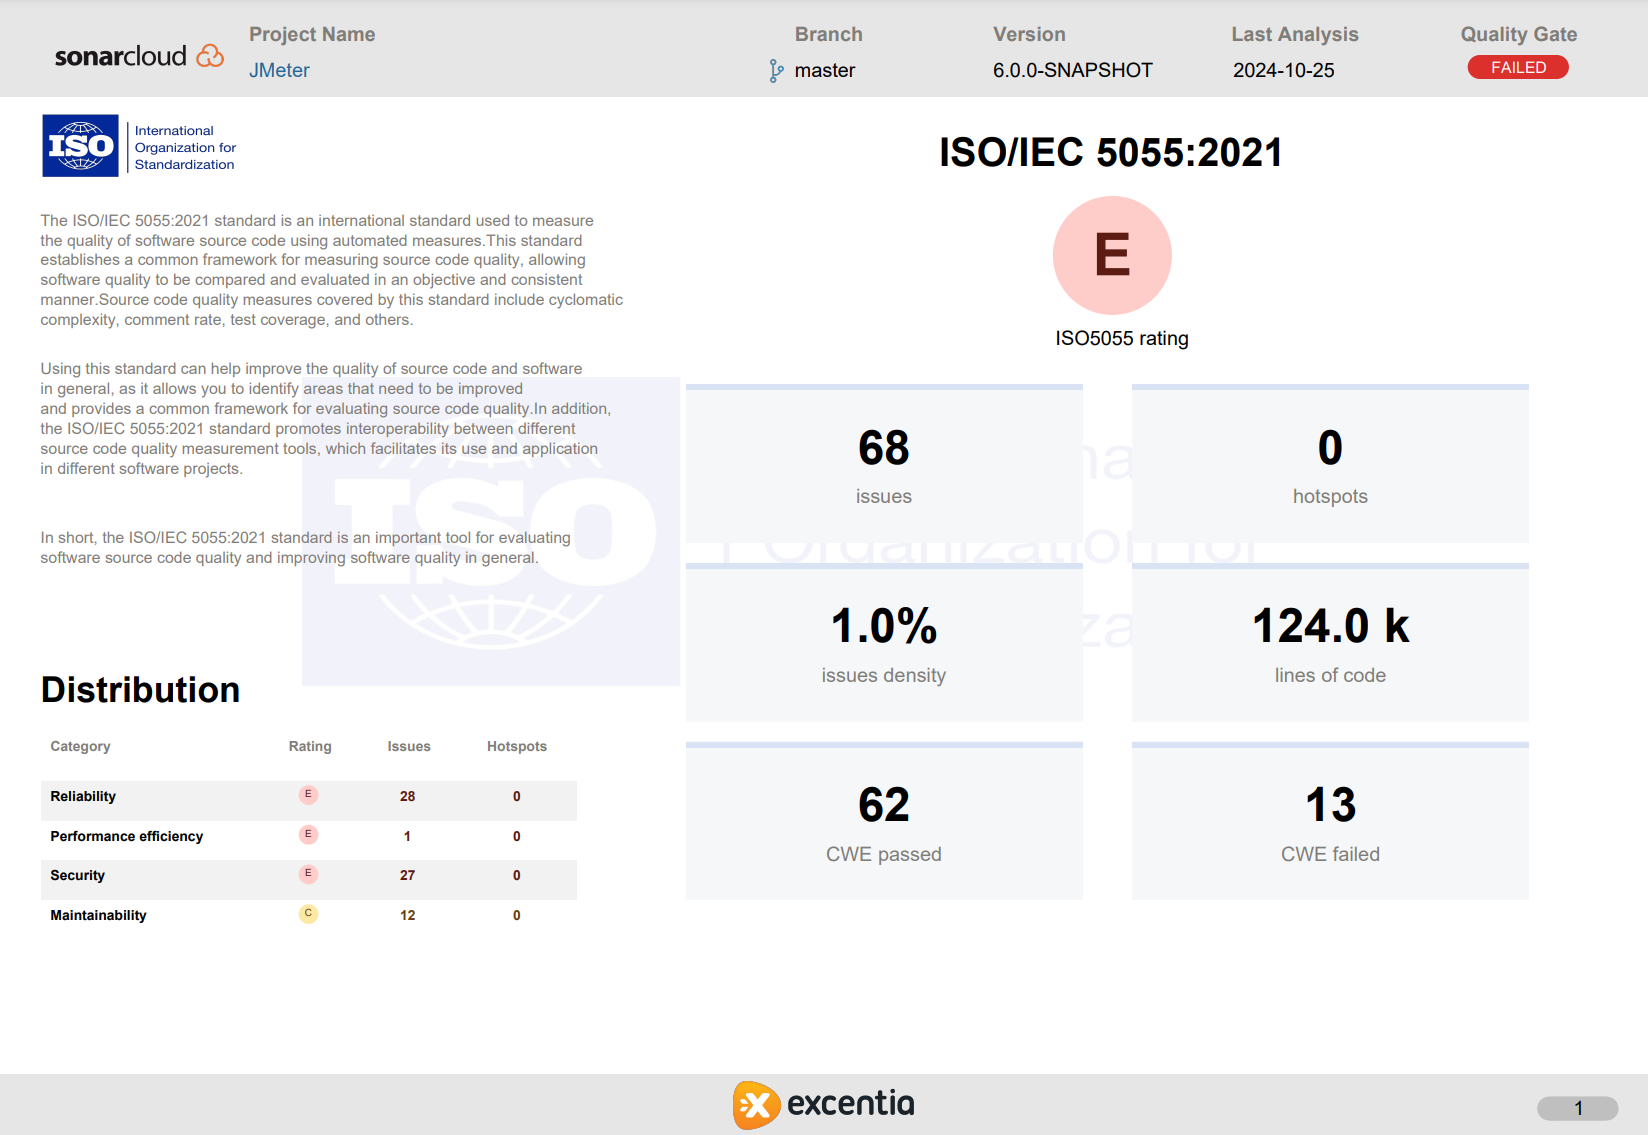 sonarcloud
Project Name
JMeter
Branch
master
Version
6.0.0-SNAPSHOT
Last Analysis
2024-10-25
Quality Gate
FAILED
ISO
International
Organization for
Standardization
The ISO/IEC 5055:2021 standard is an international standard used to measure
the quality of software source code using automated measures.This standard
establishes a common framework for measuring source code quality, allowing
software quality to be compared and evaluated in an objective and consistent
manner.Source code quality measures covered by this standard include cyclomatic
complexity, comment rate, test coverage, and others.
Using this standard can help improve the quality of source code and software
in general, as it allows you to identify areas that need to be improved
and provides a common framework for evaluating source code quality.In addition,
the ISO/IEC 5055:2021 standard promotes interoperability between different
source code quality measurement tools, which facilitates its use and application
in different software projects.
In short, the ISO/IEC 5055:2021 standard is an important tool for evaluating
software source code quality and improving software quality in general.
ISO
Organization for
ISO/IEC 5055:2021
E
ISO5055 rating
68
issues
0
hotspots
1.0%
issues density
124.0 k
lines of code
62
CWE passed
13
CWE failed
Distribution
Category Rating Issues Hotspots
Reliability E 28 0
Performance efficiency E 1 0
Security E 27 0
Maintainability C 12 0
excentia
1